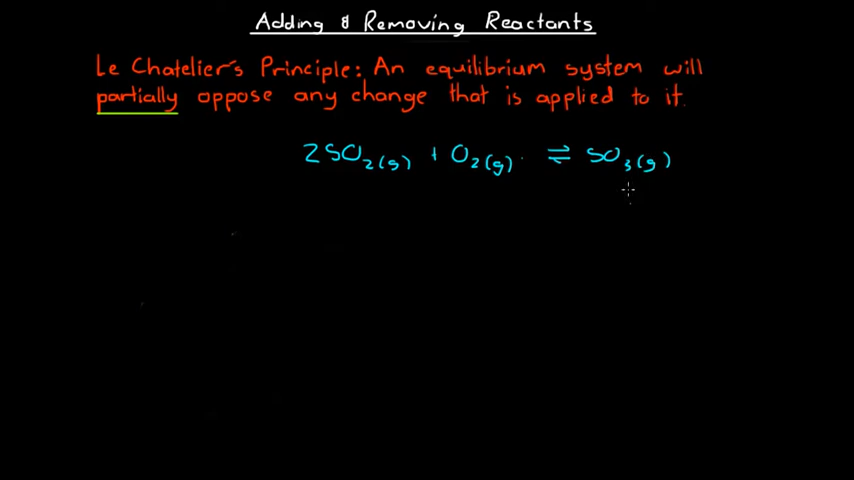 Adding & Removing Reactants
Le Chatelier's Principle: An equilibrium system will
partially oppose any change that is applied to it.
2SO₂(g) + O₂(g) ⇌ SO₃(g)